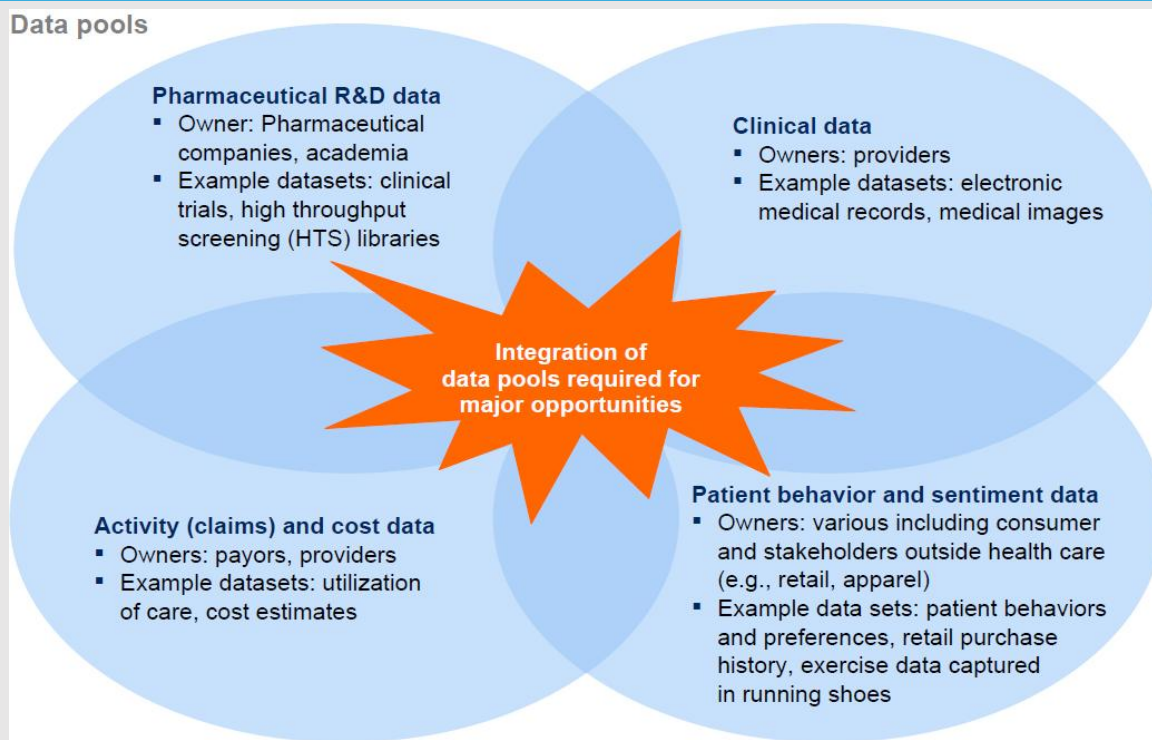 Data pools
Pharmaceutical R&D data
▪ Owner: Pharmaceutical
companies, academia
▪ Example datasets: clinical
trials, high throughput
screening (HTS) libraries
Clinical data
▪ Owners: providers
▪ Example datasets: electronic
medical records, medical images
Integration of
data pools required for
major opportunities
Activity (claims) and cost data
▪ Owners: payors, providers
▪ Example datasets: utilization
of care, cost estimates
Patient behavior and sentiment data
▪ Owners: various including consumer
and stakeholders outside health care
(e.g., retail, apparel)
▪ Example data sets: patient behaviors
and preferences, retail purchase
history, exercise data captured
in running shoes